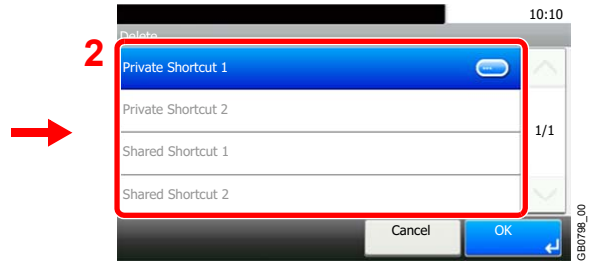 10:10
Delete
2
Private Shortcut 1
Private Shortcut 2
1/1
Shared Shortcut 1
Shared Shortcut 2
Cancel
OK
GB0798_00